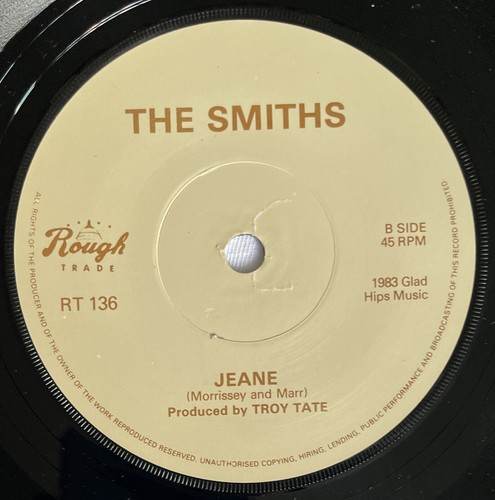 THE SMITHS
Rough
TRADE
RT 136
B SIDE
45 RPM
1983 Glad
Hips Music
JEANE
(Morrissey and Marr)
Produced by TROY TATE
ALL RIGHTS OF THE PRODUCER AND OF THE OWNER OF THE WORK REPRODUCED RESERVED. UNAUTHORISED COPYING, HIRING, LENDING, PUBLIC PERFORMANCE AND BROADCASTING OF THIS RECORD PROHIBITED